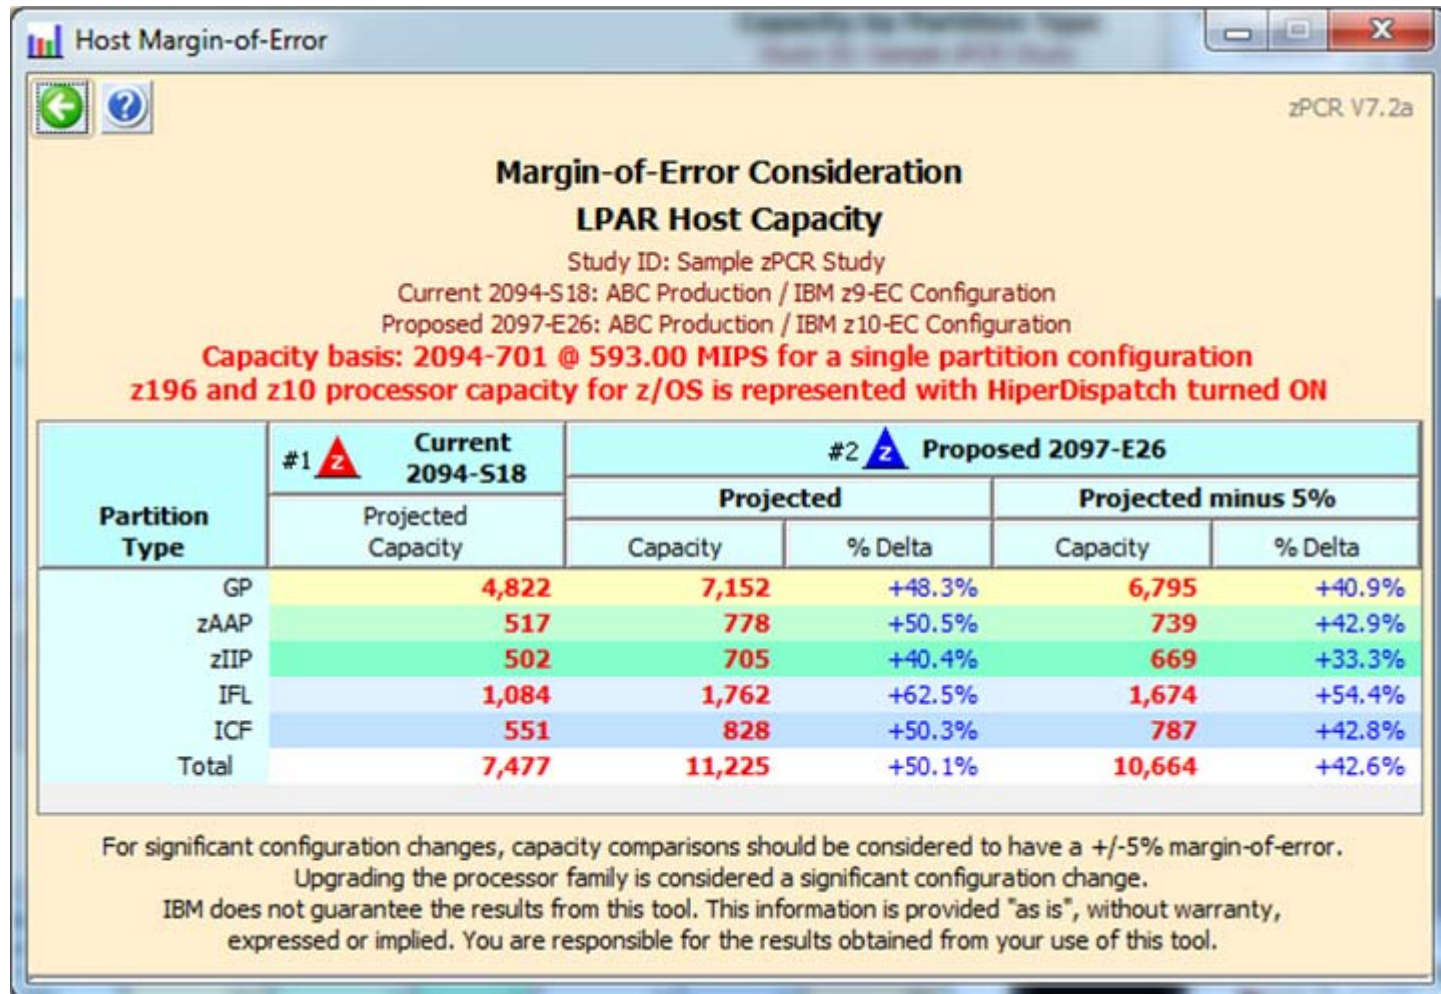 Host Margin-of-Error
zPCR V7.2a
Margin-of-Error Consideration
LPAR Host Capacity
Study ID: Sample zPCR Study
Current 2094-S18: ABC Production / IBM z9-EC Configuration
Proposed 2097-E26: ABC Production / IBM z10-EC Configuration
Capacity basis: 2094-701 @ 593.00 MIPS for a single partition configuration
z196 and z10 processor capacity for z/OS is represented with HiperDispatch turned ON
Partition
Type
#1 z Current
2094-S18
#2 z Proposed 2097-E26
Projected
Capacity
Projected
Projected minus 5%
Capacity % Delta Capacity % Delta
GP 4,822 7,152 +48.3% 6,795 +40.9%
zAAP 517 778 +50.5% 739 +42.9%
zIIP 502 705 +40.4% 669 +33.3%
IFL 1,084 1,762 +62.5% 1,674 +54.4%
ICF 551 828 +50.3% 787 +42.8%
Total 7,477 11,225 +50.1% 10,664 +42.6%
For significant configuration changes, capacity comparisons should be considered to have a +/-5% margin-of-error.
Upgrading the processor family is considered a significant configuration change.
IBM does not guarantee the results from this tool. This information is provided "as is", without warranty,
expressed or implied. You are responsible for the results obtained from your use of this tool.